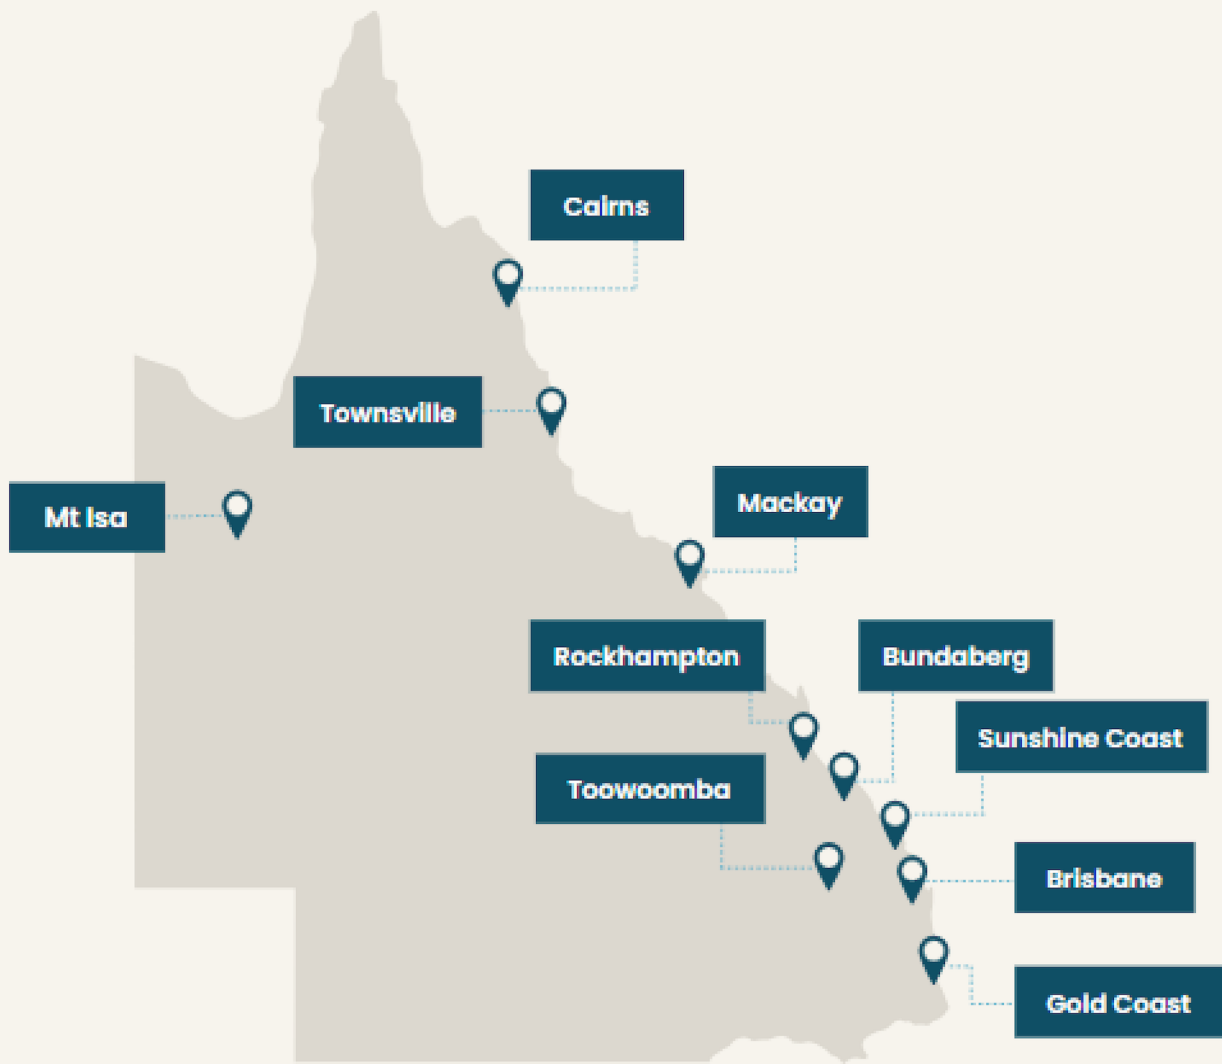 Cairns
Townsville
Mackay
Mt Isa
Rockhampton
Bundaberg
Sunshine Coast
Toowoomba
Brisbane
Gold Coast